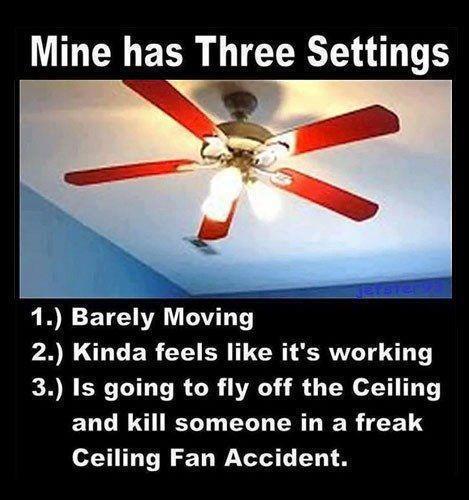 Mine has Three Settings
jetster93
1.) Barely Moving
2.) Kinda feels like it's working
3.) Is going to fly off the Ceiling
and kill someone in a freak
Ceiling Fan Accident.